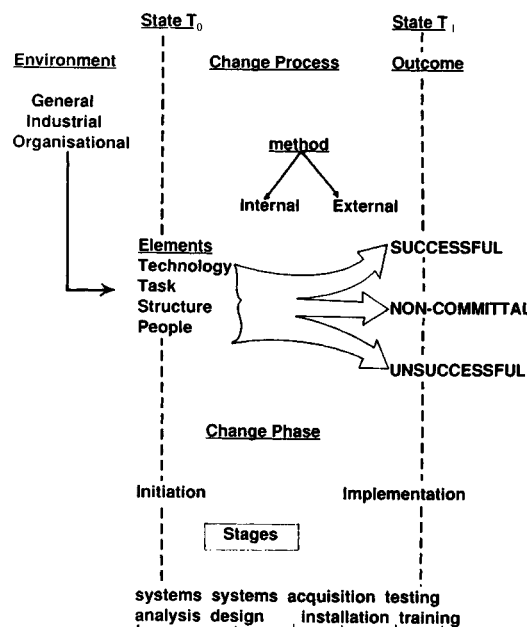 State T0 State T1
Environment Change Process Outcome
General
Industrial
Organisational
method
Internal External
Elements
Technology
Task
Structure
People
SUCCESSFUL
NON-COMMITTAL
UNSUCCESSFUL
Change Phase
Initiation Implementation
Stages
systems systems acquisition testing
analysis design installation training